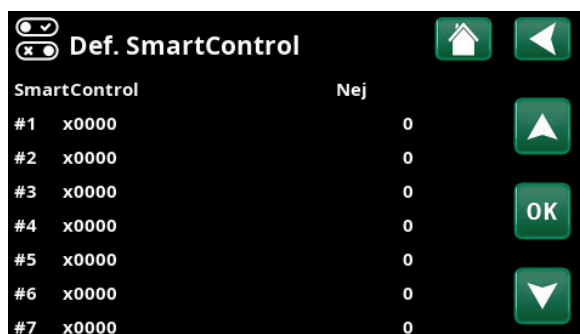 Def. SmartControl
SmartControl Nej
#1 x0000 0
#2 x0000 0
#3 x0000 0
#4 x0000 0
#5 x0000 0
#6 x0000 0
#7 x0000 0
OK